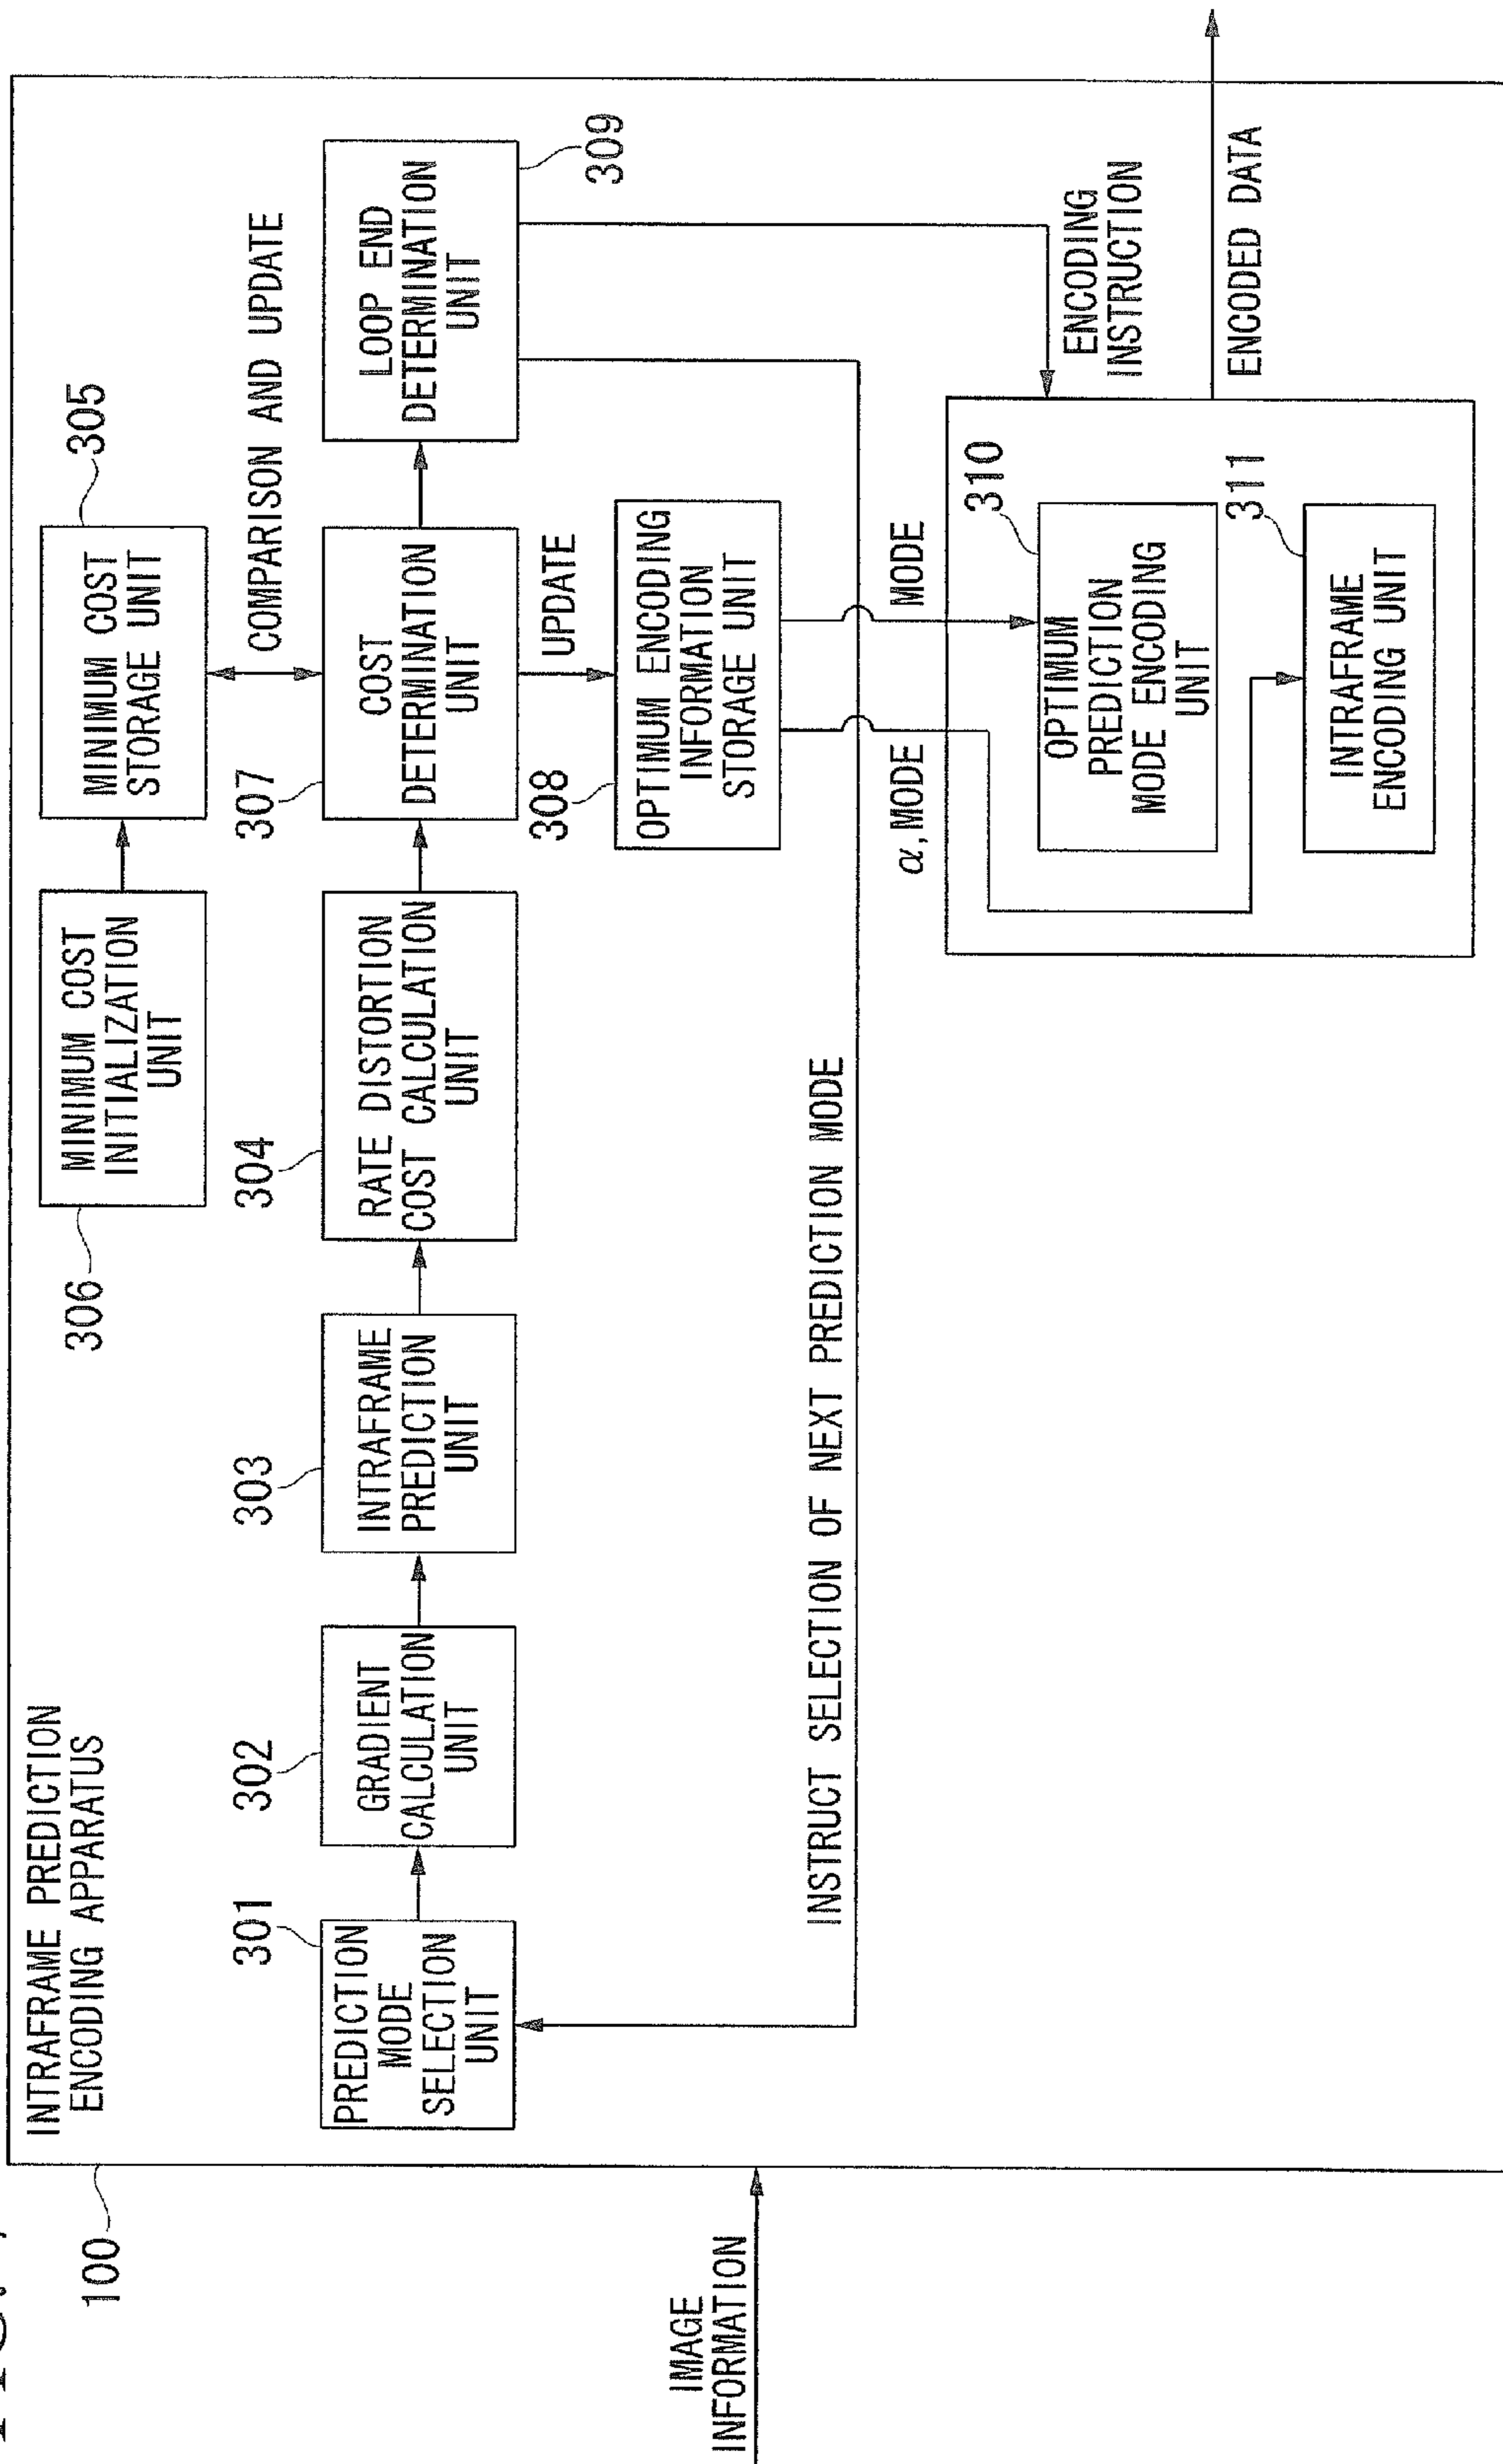 INTRAFRAME PREDICTION
ENCODING APPARATUS
100
IMAGE
INFORMATION
306
MINIMUM COST
INITIALIZATION
UNIT
305
MINIMUM COST
STORAGE UNIT
COMPARISON AND UPDATE
301
PREDICTION
MODE
SELECTION
UNIT
302
GRADIENT
CALCULATION
UNIT
303
INTRAFRAME
PREDICTION
UNIT
304
RATE DISTORTION
COST CALCULATION
UNIT
307
COST
DETERMINATION
UNIT
LOOP END
DETERMINATION
UNIT
309
UPDATE
308
OPTIMUM ENCODING
INFORMATION
STORAGE UNIT
INSTRUCT SELECTION OF NEXT PREDICTION MODE
α,MODE
MODE
ENCODING
INSTRUCTION
310
OPTIMUM
PREDICTION
MODE ENCODING
UNIT
311
INTRAFRAME
ENCODING UNIT
ENCODED DATA